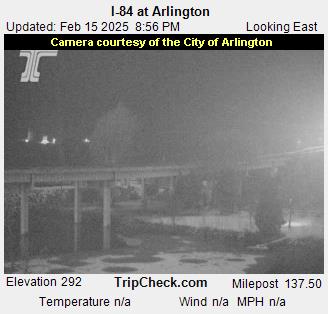 I-84 at Arlington
Updated: Feb 15 2025 8:56 PM Looking East
Camera courtesy of the City of Arlington
Elevation 292 TripCheck.com Milepost 137.50
Temperature n/a Wind n/a MPH n/a